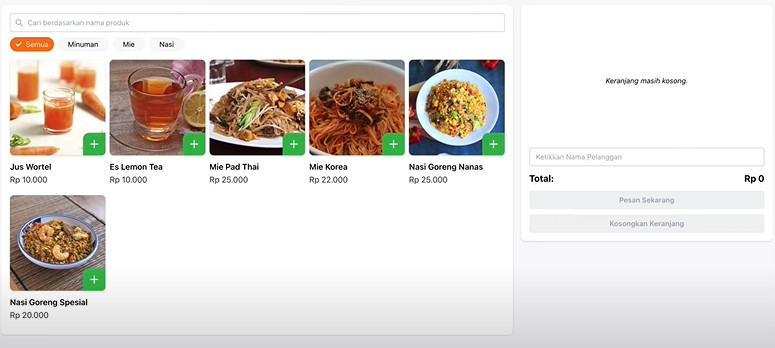 Cari berdasarkan nama produk
Semua
Minuman
Mie
Nasi
Jus Wortel
Rp 10.000
Es Lemon Tea
Rp 10.000
Mie Pad Thai
Rp 25.000
Mie Korea
Rp 22.000
Nasi Goreng Nanas
Rp 25.000
Nasi Goreng Spesial
Rp 20.000
Keranjang masih kosong.
Ketikkan Nama Pelanggan
Total: Rp 0
Pesan Sekarang
Kosongkan Keranjang